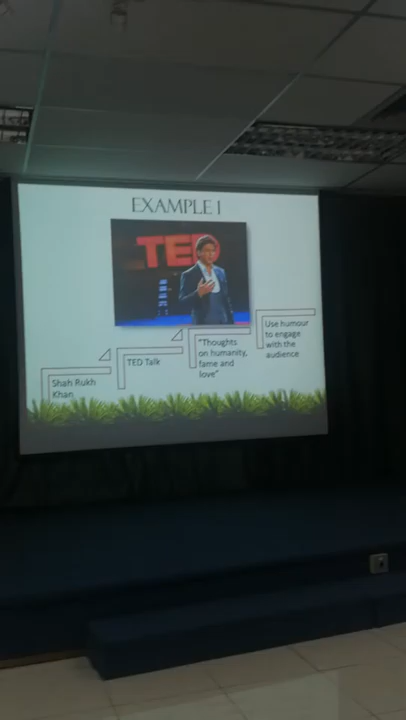 EXAMPLE 1
TED
Shah Rukh
Khan
TED Talk
"Thoughts
on humanity,
fame and
love"
Use humour
to engage
with the
audience